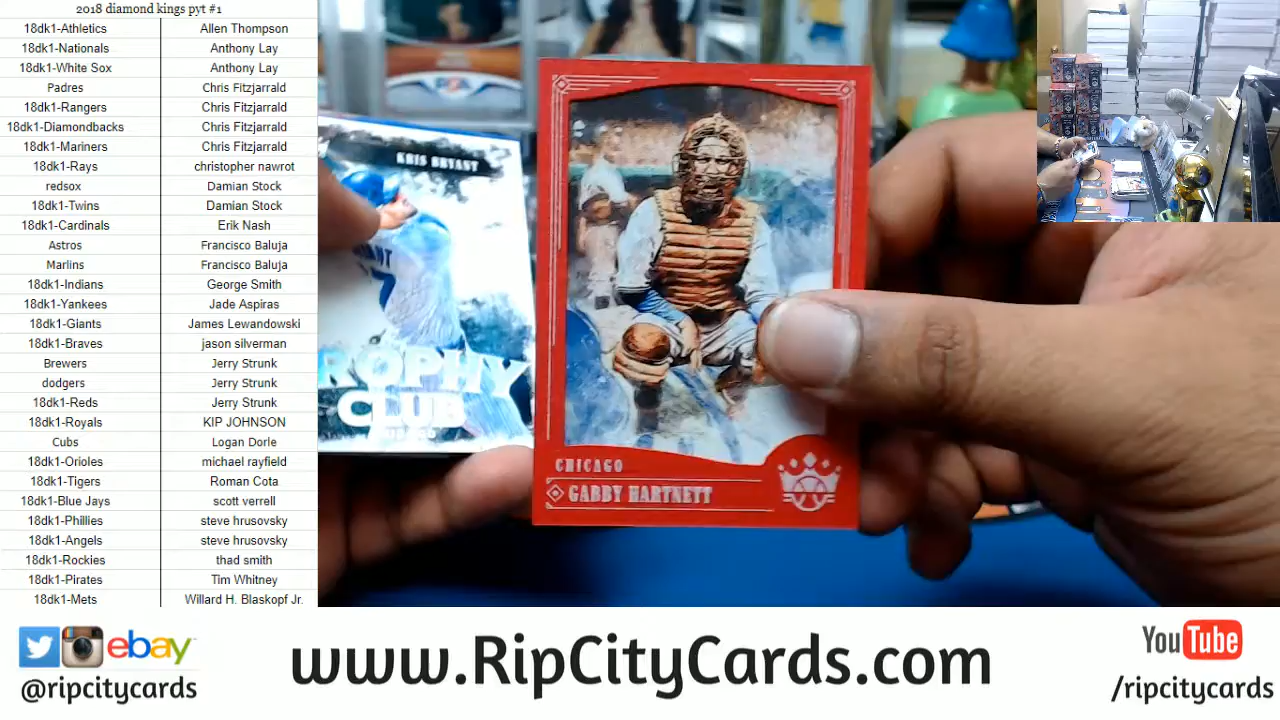 2018 diamond kings pyt #1
18dk1-Athletics Allen Thompson
18dk1-Nationals Anthony Lay
18dk1-White Sox Anthony Lay
Padres Chris Fitzjarrald
18dk1-Rangers Chris Fitzjarrald
18dk1-Diamondbacks Chris Fitzjarrald
18dk1-Mariners Chris Fitzjarrald
18dk1-Rays christopher nawrot
redsox Damian Stock
18dk1-Twins Damian Stock
18dk1-Cardinals Erik Nash
Astros Francisco Baluja
Marlins Francisco Baluja
18dk1-Indians George Smith
18dk1-Yankees Jade Aspiras
18dk1-Giants James Lewandowski
18dk1-Braves jason silverman
Brewers Jerry Strunk
dodgers Jerry Strunk
18dk1-Reds Jerry Strunk
18dk1-Royals KIP JOHNSON
Cubs Logan Dorle
18dk1-Orioles michael rayfield
18dk1-Tigers Roman Cota
18dk1-Blue Jays scott verrell
18dk1-Phillies steve hrusovsky
18dk1-Angels steve hrusovsky
18dk1-Rockies thad smith
18dk1-Pirates Tim Whitney
18dk1-Mets Willard H. Blaskopf Jr.
KRIS BRYANT
ANT
7
ROPHY
CLUB
CHICAGO
GABBY HARTNETT
ebay
@ripcitycards
www.RipCityCards.com
YouTube
/ripcitycards